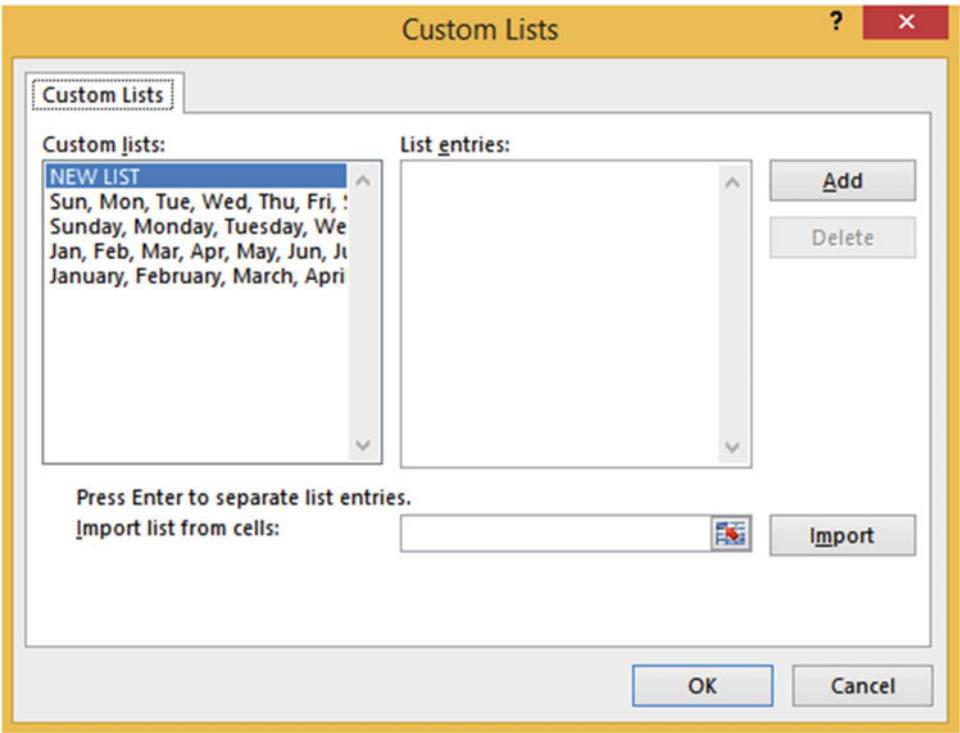 Custom Lists
?
Custom Lists
Custom lists:
List entries:
NEW LIST
Sun, Mon, Tue, Wed, Thu, Fri,
Sunday, Monday, Tuesday, We
Jan, Feb, Mar, Apr, May, Jun, Ju
January, February, March, Apri
Add
Delete
Press Enter to separate list entries.
Import list from cells:
Import
OK
Cancel